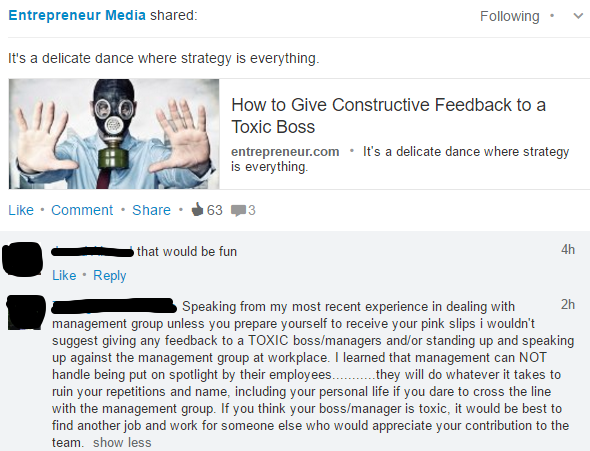 Entrepreneur Media shared:
Following •
It's a delicate dance where strategy is everything.
How to Give Constructive Feedback to a
Toxic Boss
entrepreneur.com • It's a delicate dance where strategy
is everything.
Like • Comment • Share • 63 3
that would be fun
4h
Like • Reply
Speaking from my most recent experience in dealing with
2h
management group unless you prepare yourself to receive your pink slips i wouldn't
suggest giving any feedback to a TOXIC boss/managers and/or standing up and speaking
up against the management group at workplace. I learned that management can NOT
handle being put on spotlight by their employees...........they will do whatever it takes to
ruin your repetitions and name, including your personal life if you dare to cross the line
with the management group. If you think your boss/manager is toxic, it would be best to
find another job and work for someone else who would appreciate your contribution to the
team. show less